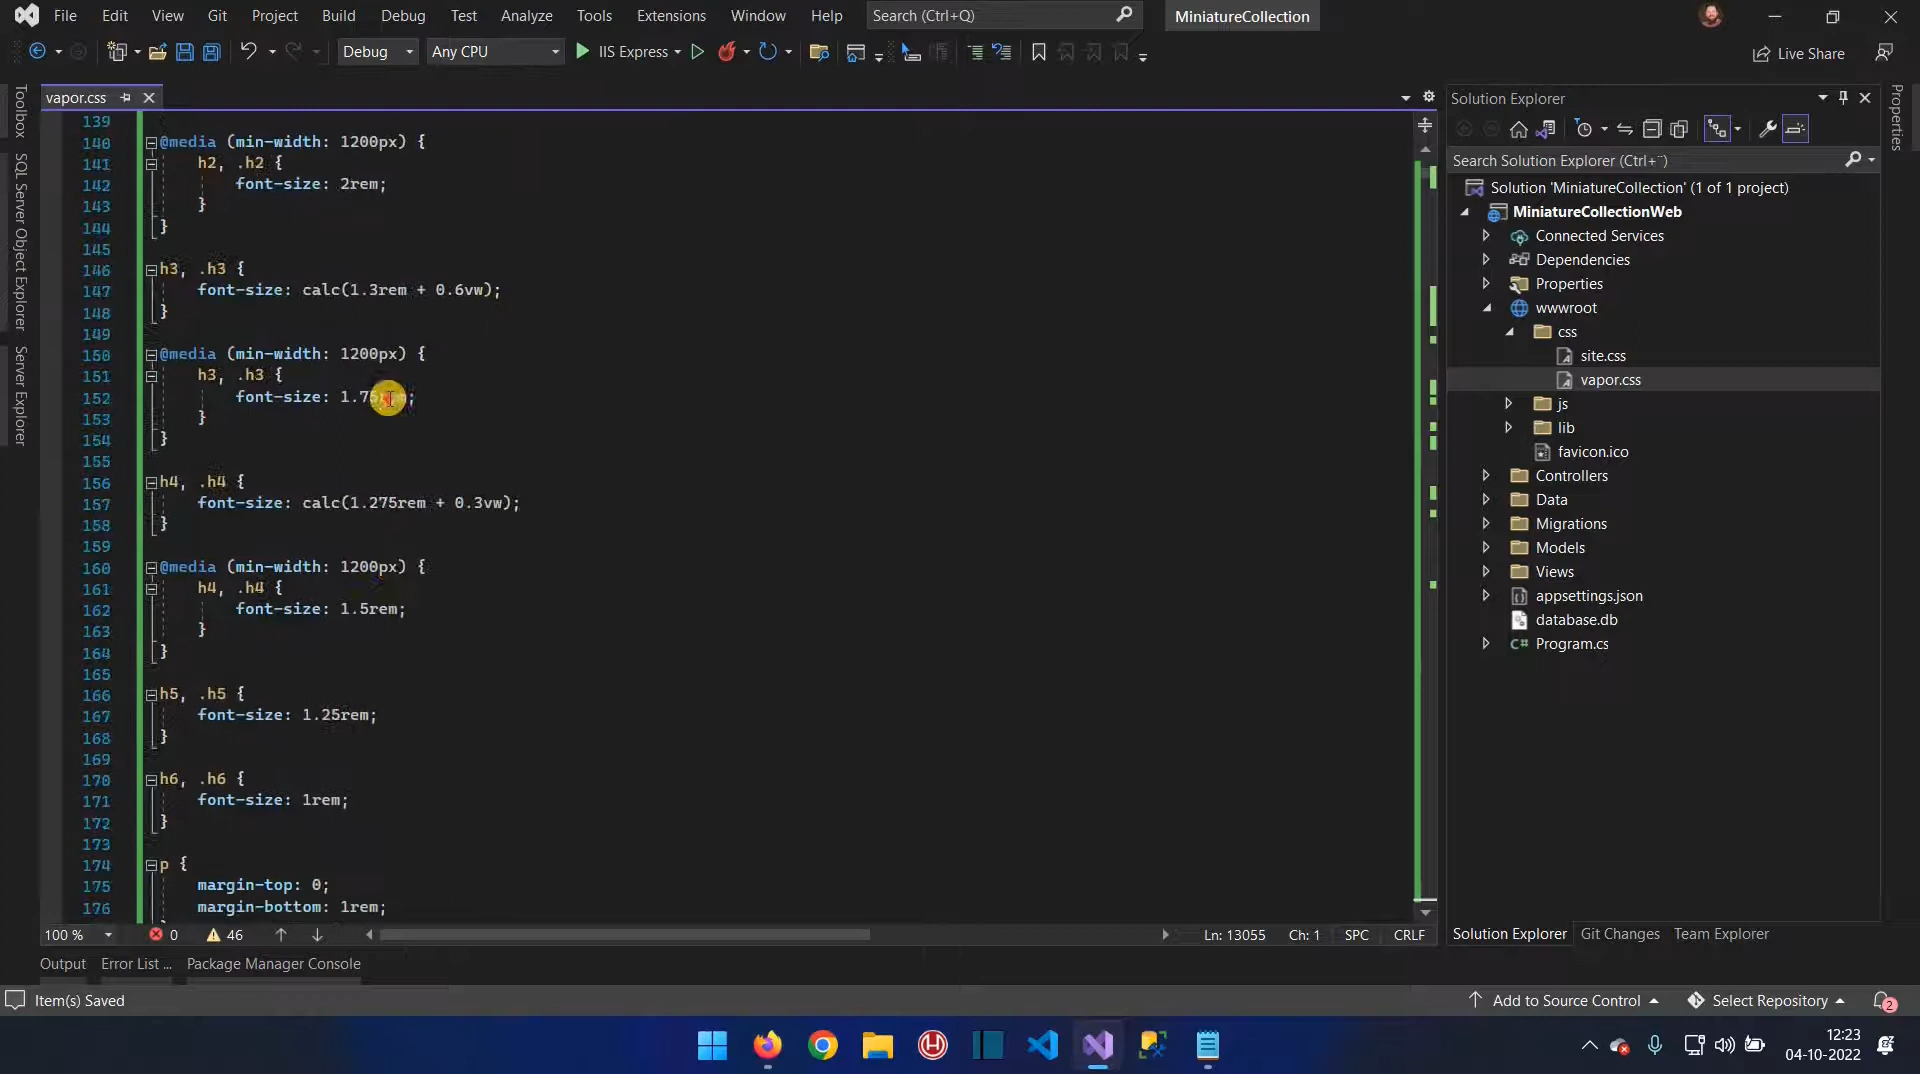 File Edit View Git Project Build Debug Test Analyze Tools Extensions Window Help Search (Ctrl+Q) MiniatureCollection
Debug Any CPU IIS Express Live Share
vapor.css
Toolbox
SQL Server Object Explorer
Server Explorer
139
140 @media (min-width: 1200px) {
141 h2, .h2 {
142 font-size: 2rem;
143 }
144 }
145
146 h3, .h3 {
147 font-size: calc(1.3rem + 0.6vw);
148 }
149
150 @media (min-width: 1200px) {
151 h3, .h3 {
152 font-size: 1.75rem;
153 }
154 }
155
156 h4, .h4 {
157 font-size: calc(1.275rem + 0.3vw);
158 }
159
160 @media (min-width: 1200px) {
161 h4, .h4 {
162 font-size: 1.5rem;
163 }
164 }
165
166 h5, .h5 {
167 font-size: 1.25rem;
168 }
169
170 h6, .h6 {
171 font-size: 1rem;
172 }
173
174 p {
175 margin-top: 0;
176 margin-bottom: 1rem;
100 % 0 46 Ln: 13055 Ch: 1 SPC CRLF
Solution Explorer
Search Solution Explorer (Ctrl+¨)
Solution 'MiniatureCollection' (1 of 1 project)
MiniatureCollectionWeb
Connected Services
Dependencies
Properties
wwwroot
css
site.css
vapor.css
js
lib
favicon.ico
Controllers
Data
Migrations
Models
Views
appsettings.json
database.db
C# Program.cs
Solution Explorer Git Changes Team Explorer
Properties
Output Error List ... Package Manager Console
Item(s) Saved Add to Source Control Select Repository 2
12:23
04-10-2022